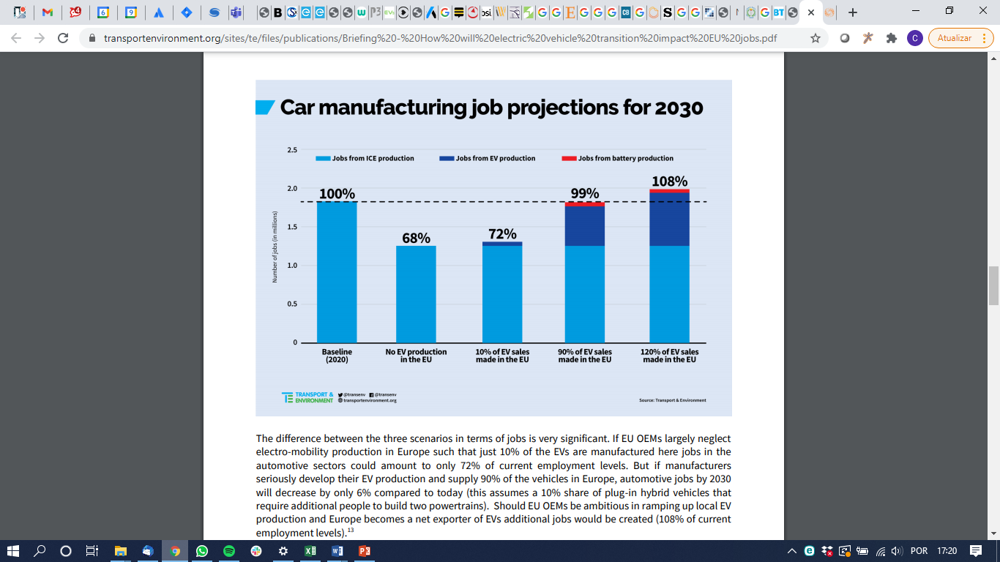 6
9
B
P3
EVs
bsi
CB
S
BT
transportenvironment.org/sites/te/files/publications/Briefing%20-%20How%20will%20electric%20vehicle%20transition%20impact%20EU%20jobs.pdf
C
Atualizar
Car manufacturing job projections for 2030
2.5
Jobs from ICE production
Jobs from EV production
Jobs from battery production
108%
2.0
100%
99%
1.5
68%
72%
Number of jobs (in millions)
1.0
0.5
0
Baseline
(2020)
No EV production
in the EU
10% of EV sales
made in the EU
90% of EV sales
made in the EU
120% of EV sales
made in the EU
TE TRANSPORT &
ENVIRONMENT
@transenv @transenv
transportenvironment.org
Source: Transport & Environment
The difference between the three scenarios in terms of jobs is very significant. If EU OEMs largely neglect
electro-mobility production in Europe such that just 10% of the EVs are manufactured here jobs in the
automotive sectors could amount to only 72% of current employment levels. But if manufacturers
seriously develop their EV production and supply 90% of the vehicles in Europe, automotive jobs by 2030
will decrease by only 6% compared to today (this assumes a 10% share of plug-in hybrid vehicles that
require additional people to build two powertrains). Should EU OEMs be ambitious in ramping up local EV
production and Europe becomes a net exporter of EVs additional jobs would be created (108% of current
employment levels).13
POR 17:20